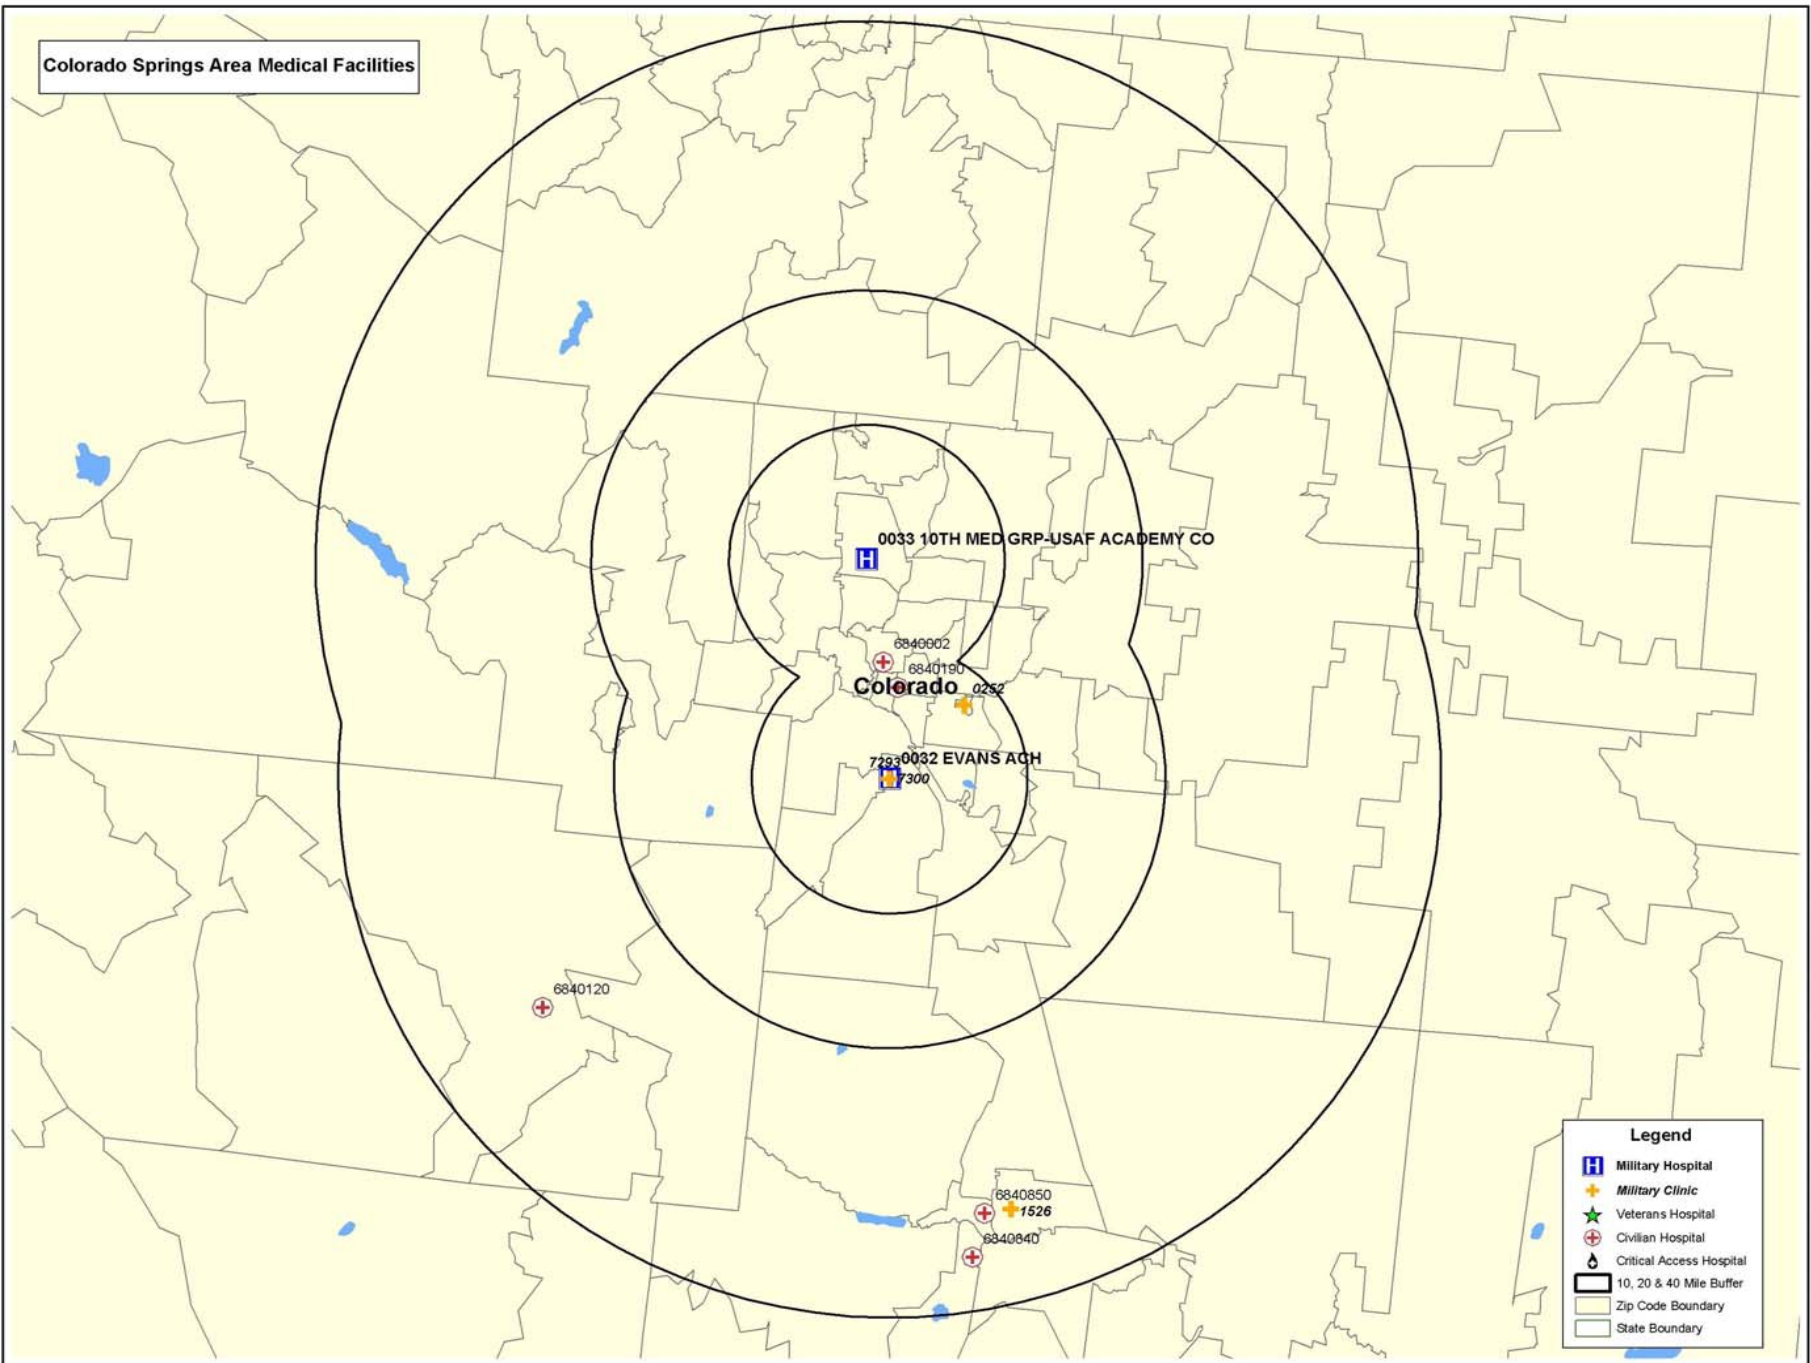 Colorado Springs Area Medical Facilities
0033 10TH MED GRP-USAF ACADEMY CO
6840002
6840190
Colorado
0252
0032 EVANS ACH
7293
7300
6840120
6840850
1526
6840640
Legend
Military Hospital
Military Clinic
Veterans Hospital
Civilian Hospital
Critical Access Hospital
10, 20 & 40 Mile Buffer
Zip Code Boundary
State Boundary